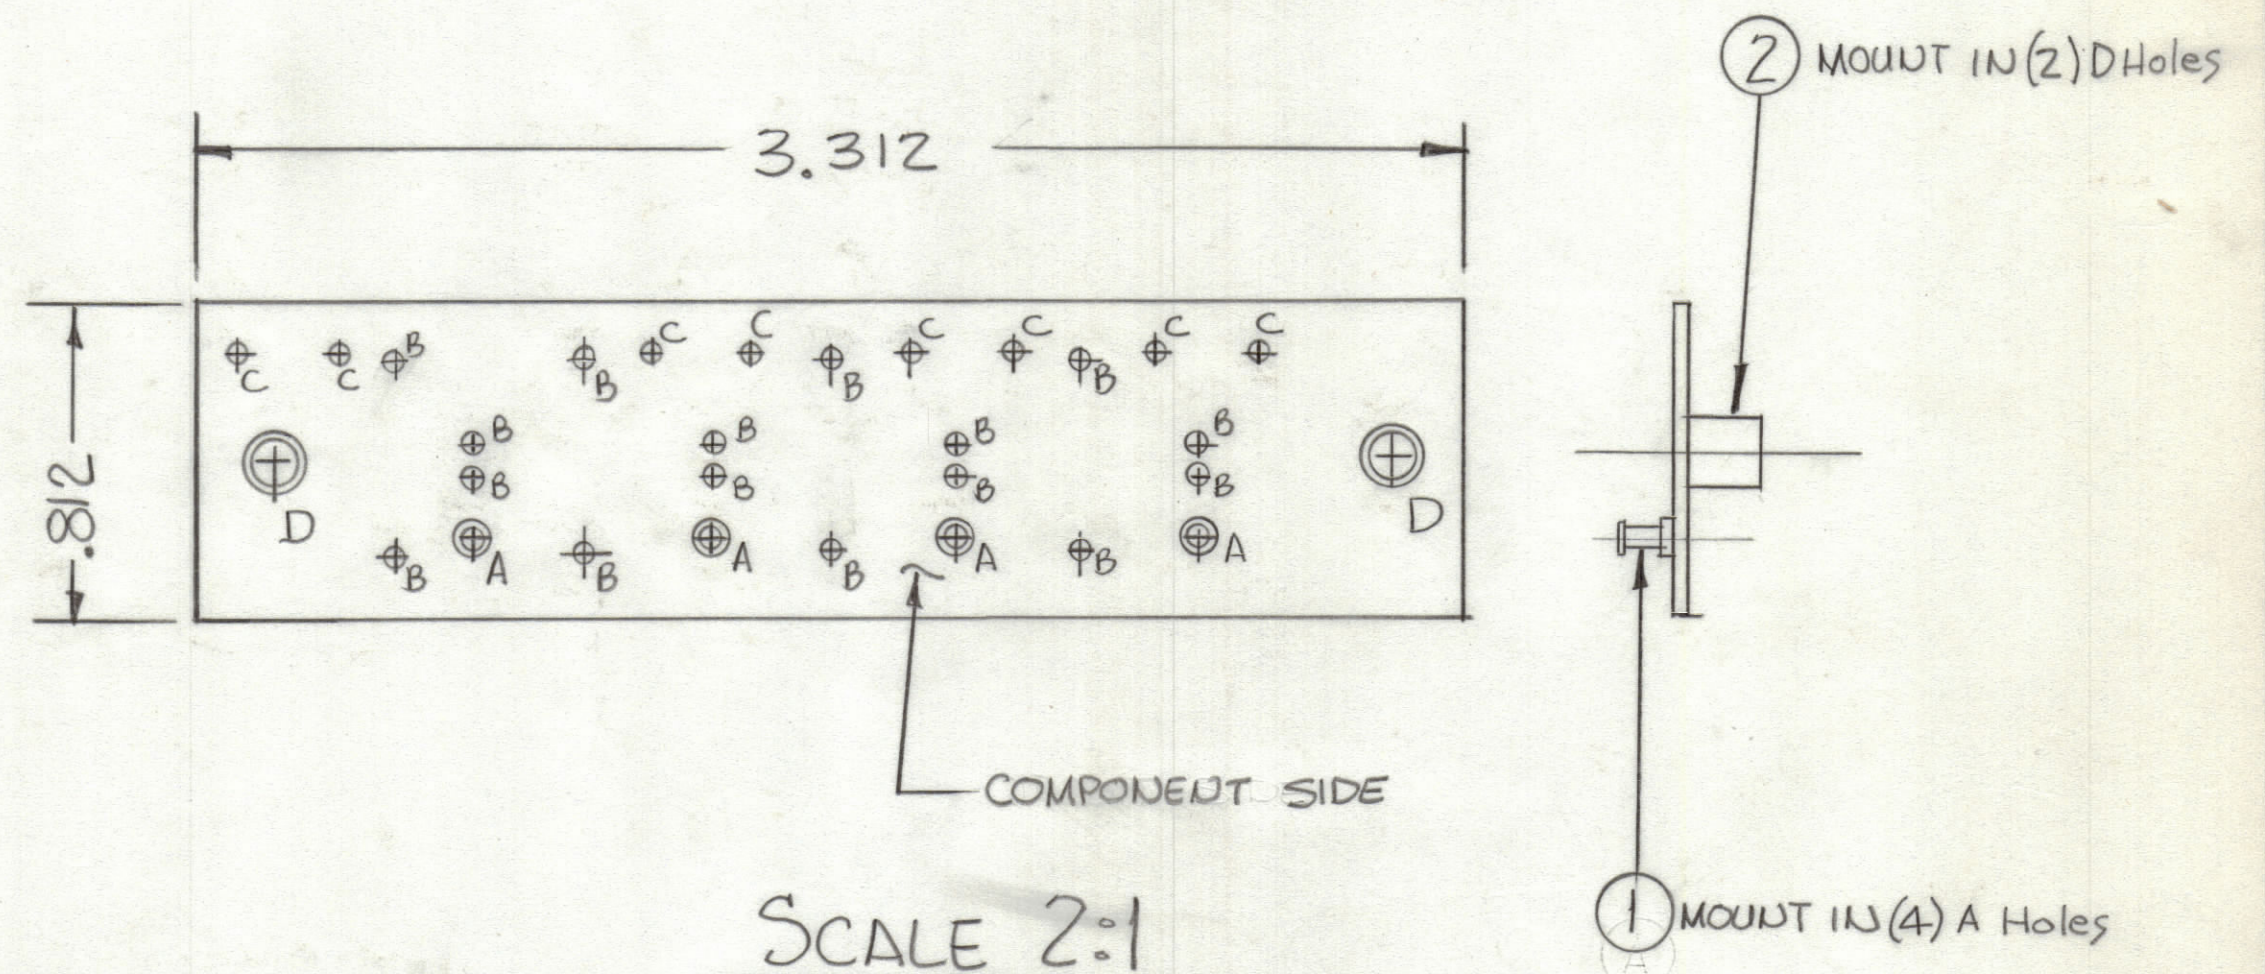 2 MOUNT IN (2) D Holes
3.312
C C B B C C B C C B C C
.812
B B B B
B B B B
D D
B A B A B A B A
COMPONENT SIDE
SCALE 2:1
1 MOUNT IN (4) A Holes